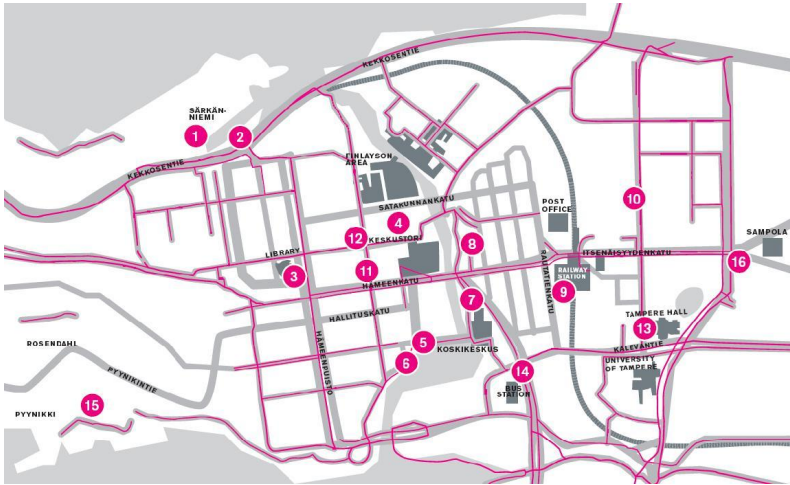 KEKKOSENTIE
SÄRKÄN-
NIEMI
1
2
KEKKOSENTIE
FINLAYSON
AREA
SATAKUNNANKATU
4
10
POST
OFFICE
12
KESKUSTORI
8
SAMPOLA
LIBRARY
11
ITSENÄISYYDENKATU
16
3
HÄMEENKATU
RAUTATIENKATU
RAILWAY
STATION
9
7
HALLITUSKATU
TAMPERE HALL
13
ROSENDAHL
HÄMEENPUISTO
5
KOSKIKESKUS
KALEVANTIE
6
UNIVERSITY
OF TAMPERE
14
PYYNIKINTIE
BUS
STATION
15
PYYNIKKI